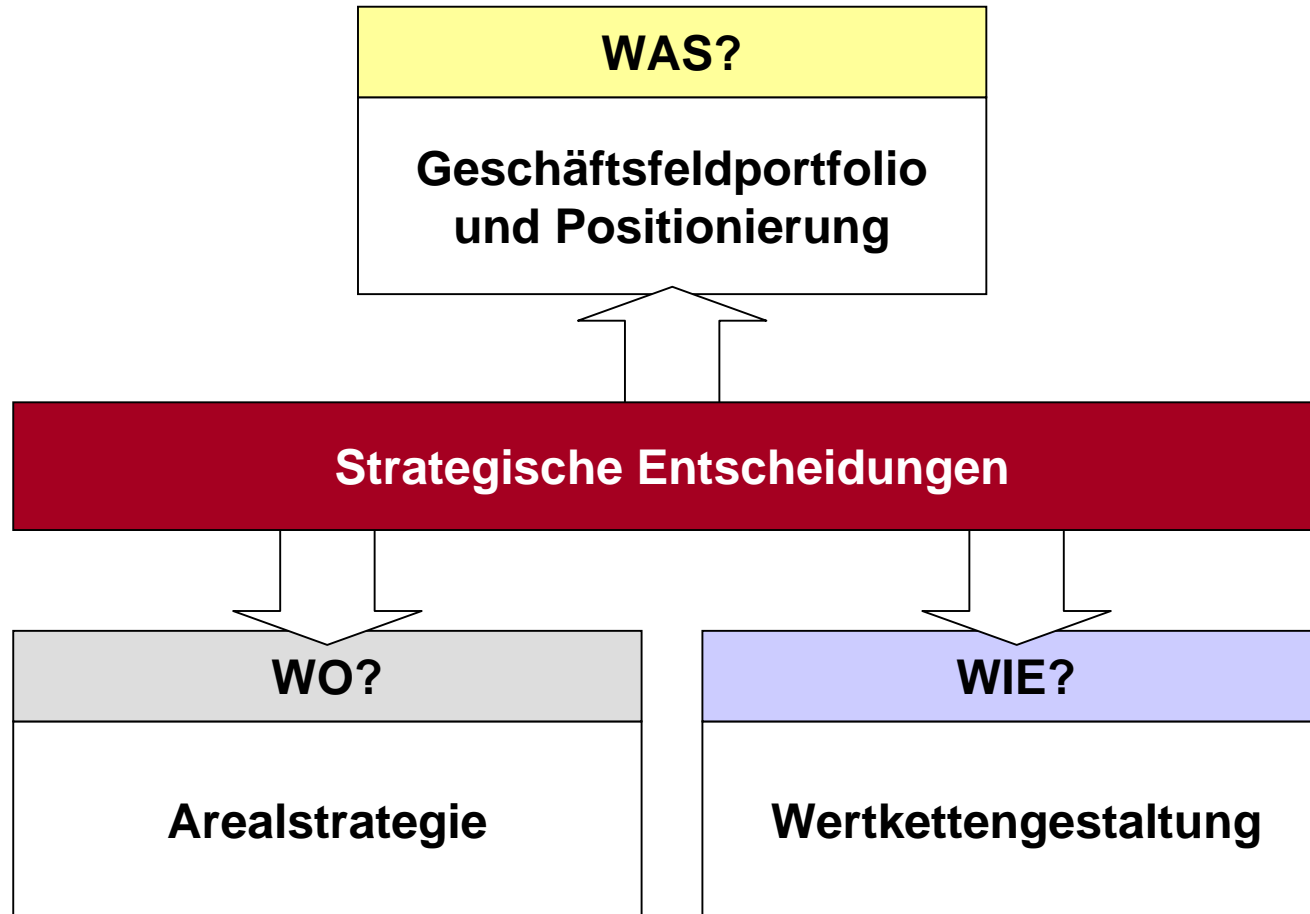 WAS?
Geschäftsfeldportfolio
und Positionierung
Strategische Entscheidungen
WO?
Arealstrategie
WIE?
Wertkettengestaltung